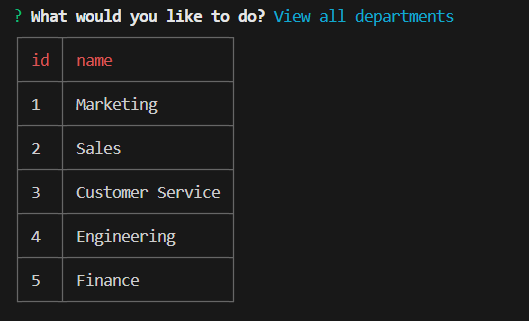 ? What would you like to do? View all departments
id name
1 Marketing
2 Sales
3 Customer Service
4 Engineering
5 Finance